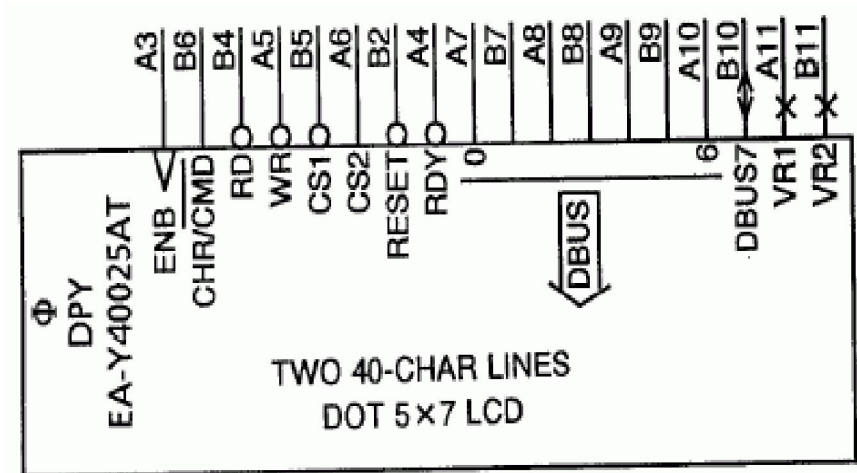 A3
B6
B4
A5
B5
A6
B2
A4
A7
B7
A8
B8
A9
B9
A10
B10
A11
B11
ENB
CHR/CMD
RD
WR
CS1
CS2
RESET
RDY
0
6
DBUS7
VR1
VR2
DBUS
Φ
DPY
EA-Y40025AT
TWO 40-CHAR LINES
DOT 5×7 LCD